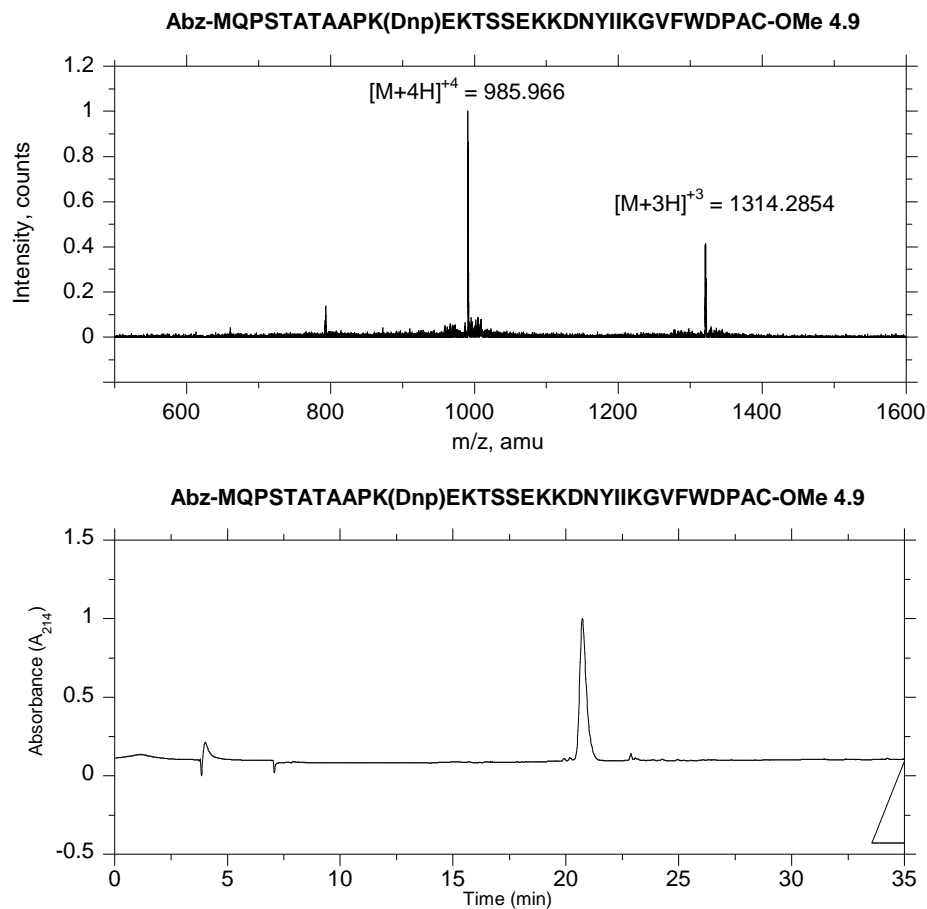 Abz-MQPSTATAAPK(Dnp)EKTSSEKKDNYIIKGVFWDPAC-OMe 4.9
1.2
[M+4H]+4 = 985.966
1
0.8
[M+3H]+3 = 1314.2854
0.6
0.4
0.2
0
Intensity, counts
600 800 1000 1200 1400 1600
m/z, amu
Abz-MQPSTATAAPK(Dnp)EKTSSEKKDNYIIKGVFWDPAC-OMe 4.9
1.5
1
0.5
0
-0.5
Absorbance (A214)
0 5 10 15 20 25 30 35
Time (min)